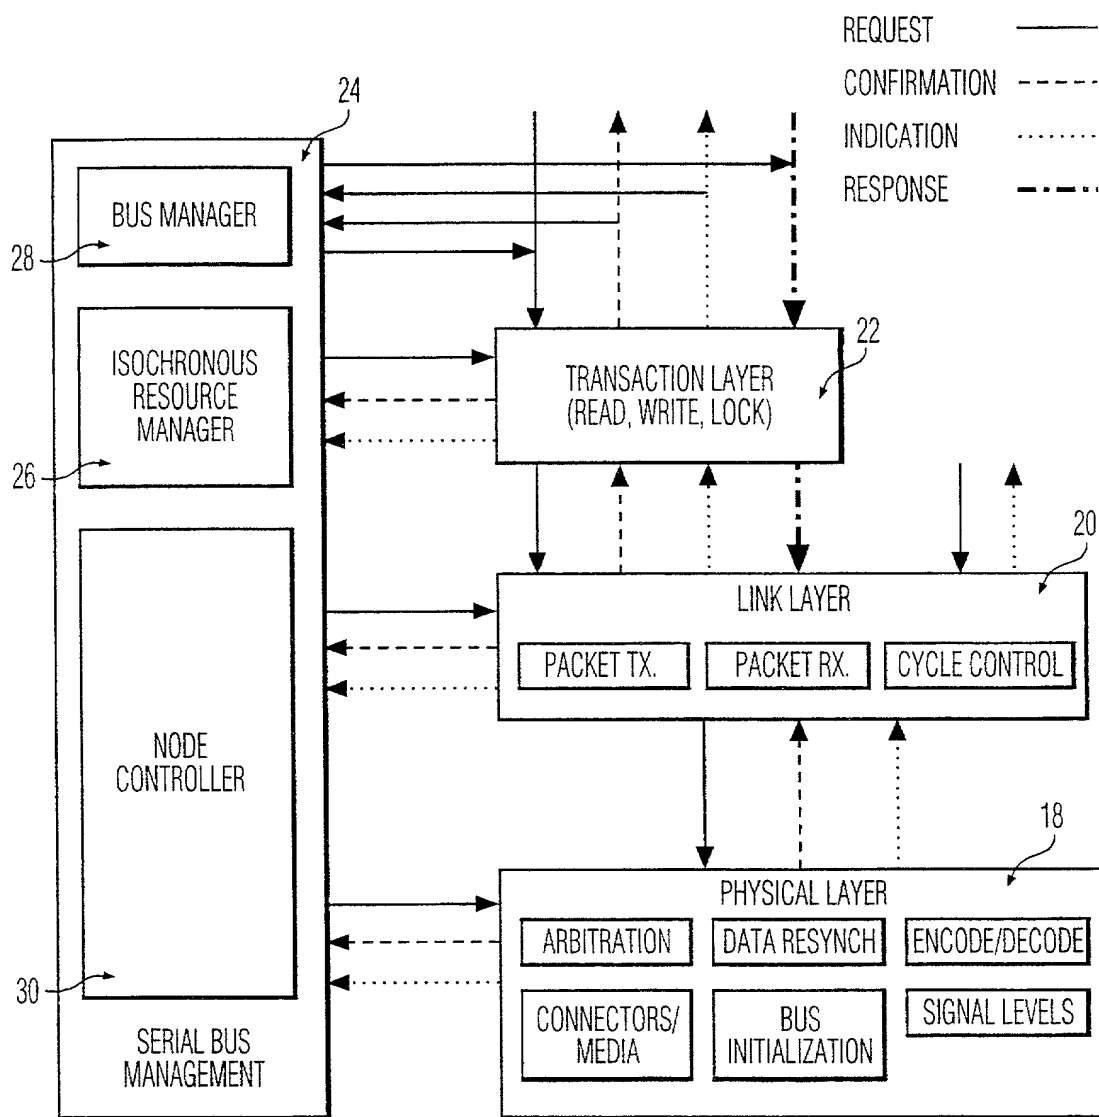 REQUEST
CONFIRMATION
INDICATION
RESPONSE
24
BUS MANAGER
28
ISOCHRONOUS
RESOURCE
MANAGER
26
22
TRANSACTION LAYER
(READ, WRITE, LOCK)
20
LINK LAYER
PACKET TX.
PACKET RX.
CYCLE CONTROL
NODE
CONTROLLER
30
SERIAL BUS
MANAGEMENT
18
PHYSICAL LAYER
ARBITRATION
DATA RESYNCH
ENCODE/DECODE
CONNECTORS/
MEDIA
BUS
INITIALIZATION
SIGNAL LEVELS